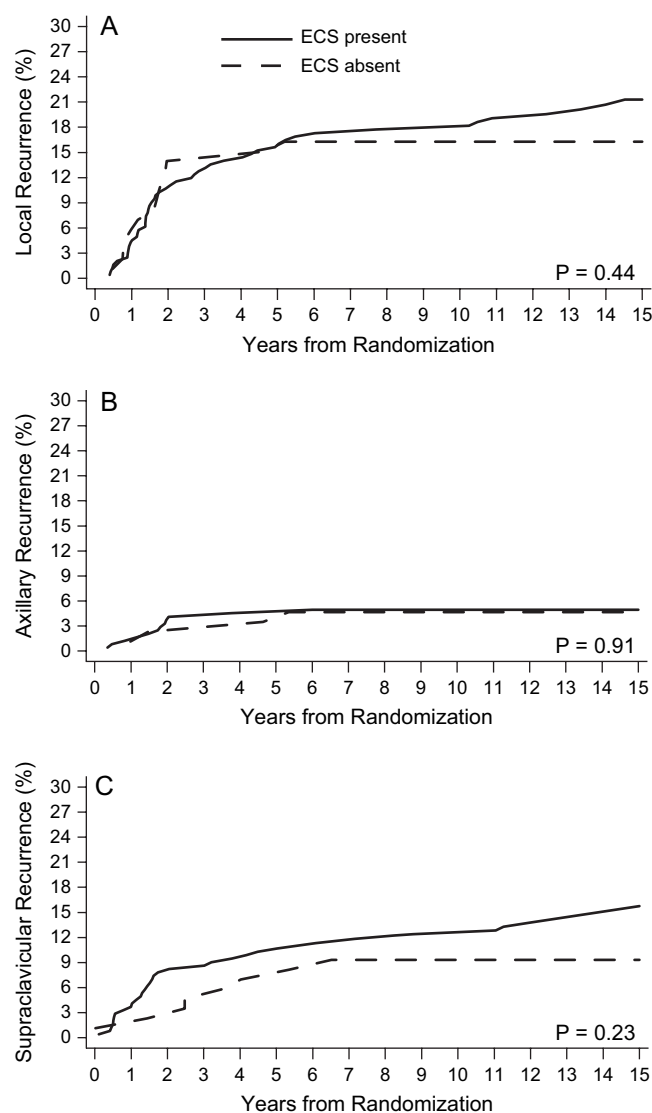 A
ECS present
ECS absent
Local Recurrence (%)
30
27
24
21
18
15
12
9
6
3
0
P = 0.44
0 1 2 3 4 5 6 7 8 9 10 11 12 13 14 15
Years from Randomization
B
Axillary Recurrence (%)
30
27
24
21
18
15
12
9
6
3
0
P = 0.91
0 1 2 3 4 5 6 7 8 9 10 11 12 13 14 15
Years from Randomization
C
Supraclavicular Recurrence (%)
30
27
24
21
18
15
12
9
6
3
0
P = 0.23
0 1 2 3 4 5 6 7 8 9 10 11 12 13 14 15
Years from Randomization